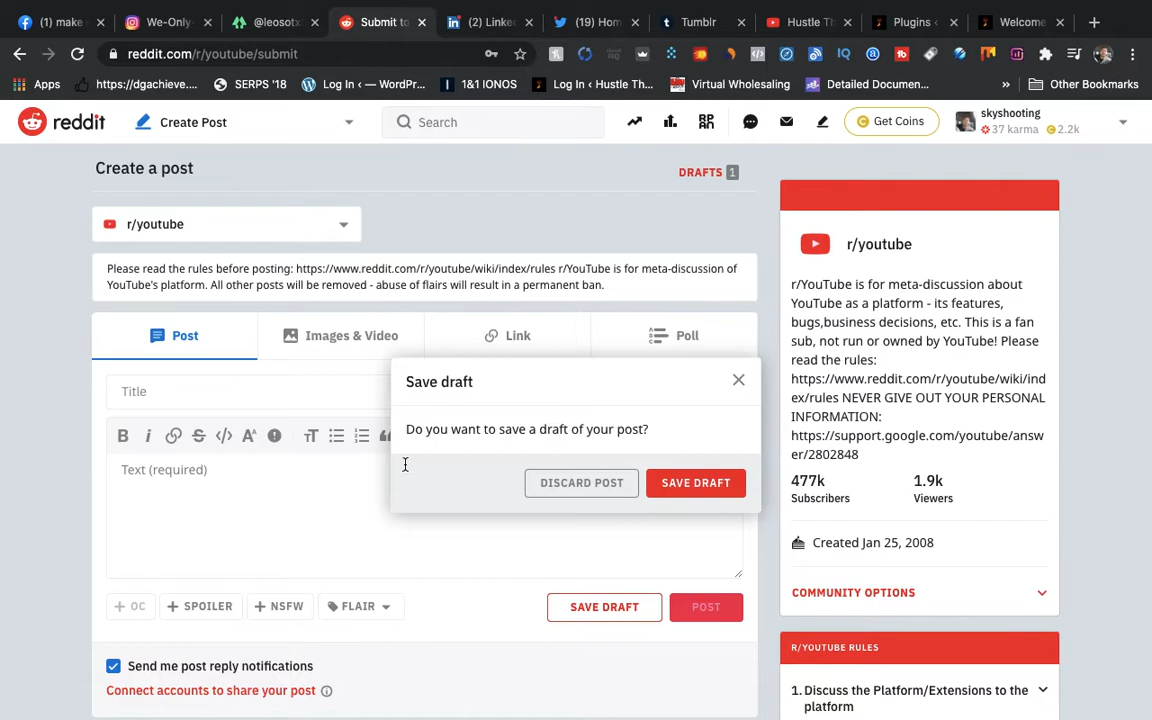 (1) make
We-Only-
@leosotx
Submit to
(2) Linke
(19) Hom
Tumblr
Hustle Th
Plugins ‹
Welcome
reddit.com/r/youtube/submit
Apps
https://dgachieve....
SERPS '18
Log In ‹ — WordPr...
1&1 IONOS
Log In ‹ Hustle Th...
Virtual Wholesaling
Detailed Documen...
»
Other Bookmarks
reddit
Create Post
Search
Get Coins
skyshooting
37 karma
2.2k
Create a post
DRAFTS 1
r/youtube
Please read the rules before posting: https://www.reddit.com/r/youtube/wiki/index/rules r/YouTube is for meta-discussion of
YouTube's platform. All other posts will be removed - abuse of flairs will result in a permanent ban.
Post
Images & Video
Link
Poll
Title
Text (required)
Save draft
Do you want to save a draft of your post?
DISCARD POST
SAVE DRAFT
+ OC
+ SPOILER
+ NSFW
FLAIR
SAVE DRAFT
POST
Send me post reply notifications
Connect accounts to share your post
r/youtube
r/YouTube is for meta-discussion about
YouTube as a platform - its features,
bugs,business decisions, etc. This is a fan
sub, not run or owned by YouTube! Please
read the rules:
https://www.reddit.com/r/youtube/wiki/ind
ex/rules NEVER GIVE OUT YOUR PERSONAL
INFORMATION:
https://support.google.com/youtube/answ
er/2802848
477k
Subscribers
1.9k
Viewers
Created Jan 25, 2008
COMMUNITY OPTIONS
R/YOUTUBE RULES
1. Discuss the Platform/Extensions to the
platform